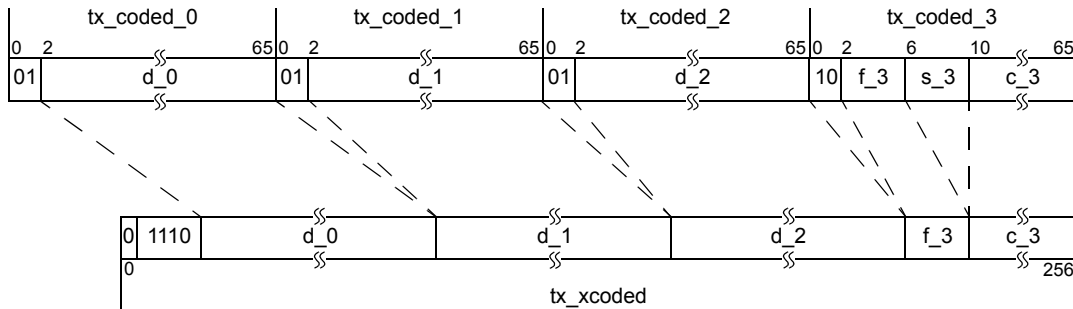 tx_coded_0 tx_coded_1 tx_coded_2 tx_coded_3
0 2 65 0 2 65 0 2 65 0 2 6 10 65
01 d_0 01 d_1 01 d_2 10 f_3 s_3 c_3
0 1110 d_0 d_1 d_2 f_3 c_3
0 256
tx_xcoded